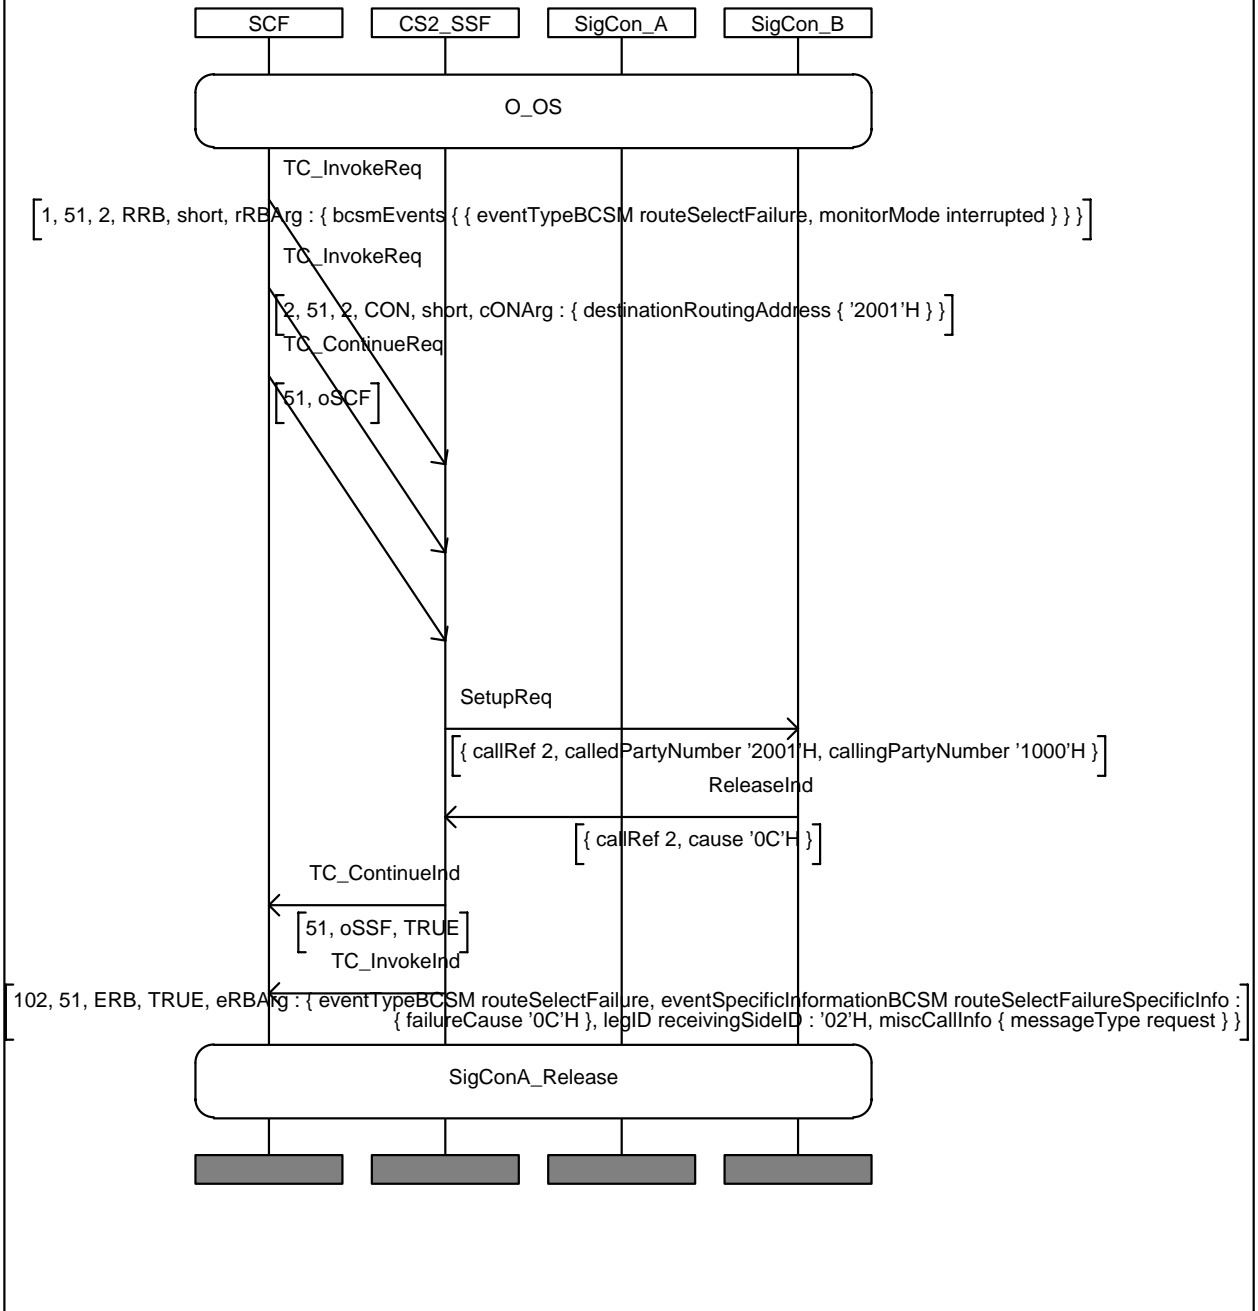 SCF CS2_SSF SigCon_A SigCon_B
O_OS
TC_InvokeReq
1, 51, 2, RRB, short, rRBArg : { bcsmEvents { { eventTypeBCSM routeSelectFailure, monitorMode interrupted } } }
TC_InvokeReq
2, 51, 2, CON, short, cONArg : { destinationRoutingAddress { '2001'H } }
TC_ContinueReq
51, oSCF
SetupReq
{ callRef 2, calledPartyNumber '2001'H, callingPartyNumber '1000'H }
ReleaseInd
{ callRef 2, cause '0C'H }
TC_ContinueInd
51, oSSF, TRUE
TC_InvokeInd
102, 51, ERB, TRUE, eRBArg : { eventTypeBCSM routeSelectFailure, eventSpecificInformationBCSM routeSelectFailureSpecificInfo :
{ failureCause '0C'H }, legID receivingSideID : '02'H, miscCallInfo { messageType request } }
SigConA_Release